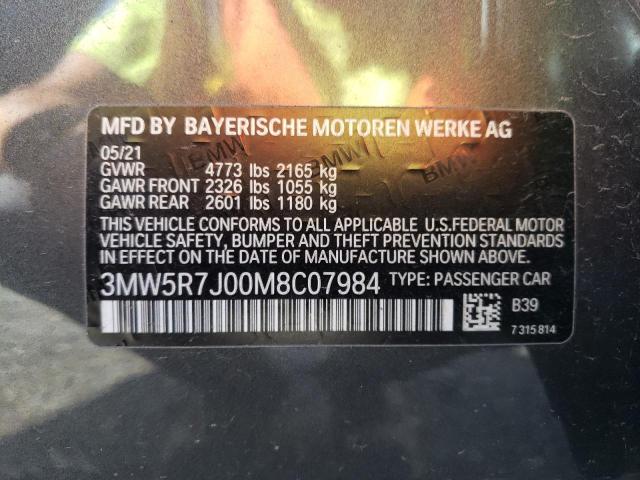 MFD BY BAYERISCHE MOTOREN WERKE AG
05/21
GVWR 4773 lbs 2165 kg
GAWR FRONT 2326 lbs 1055 kg
GAWR REAR 2601 lbs 1180 kg
THIS VEHICLE CONFORMS TO ALL APPLICABLE U.S.FEDERAL MOTOR
VEHICLE SAFETY, BUMPER AND THEFT PREVENTION
STANDARDS IN EFFECT ON THE DATE OF MANUFACTURE SHOWN ABOVE.
3MW5R7J00M8C07984 TYPE: PASSENGER CAR
B39
7 315 814
BMW
BMW
BMW